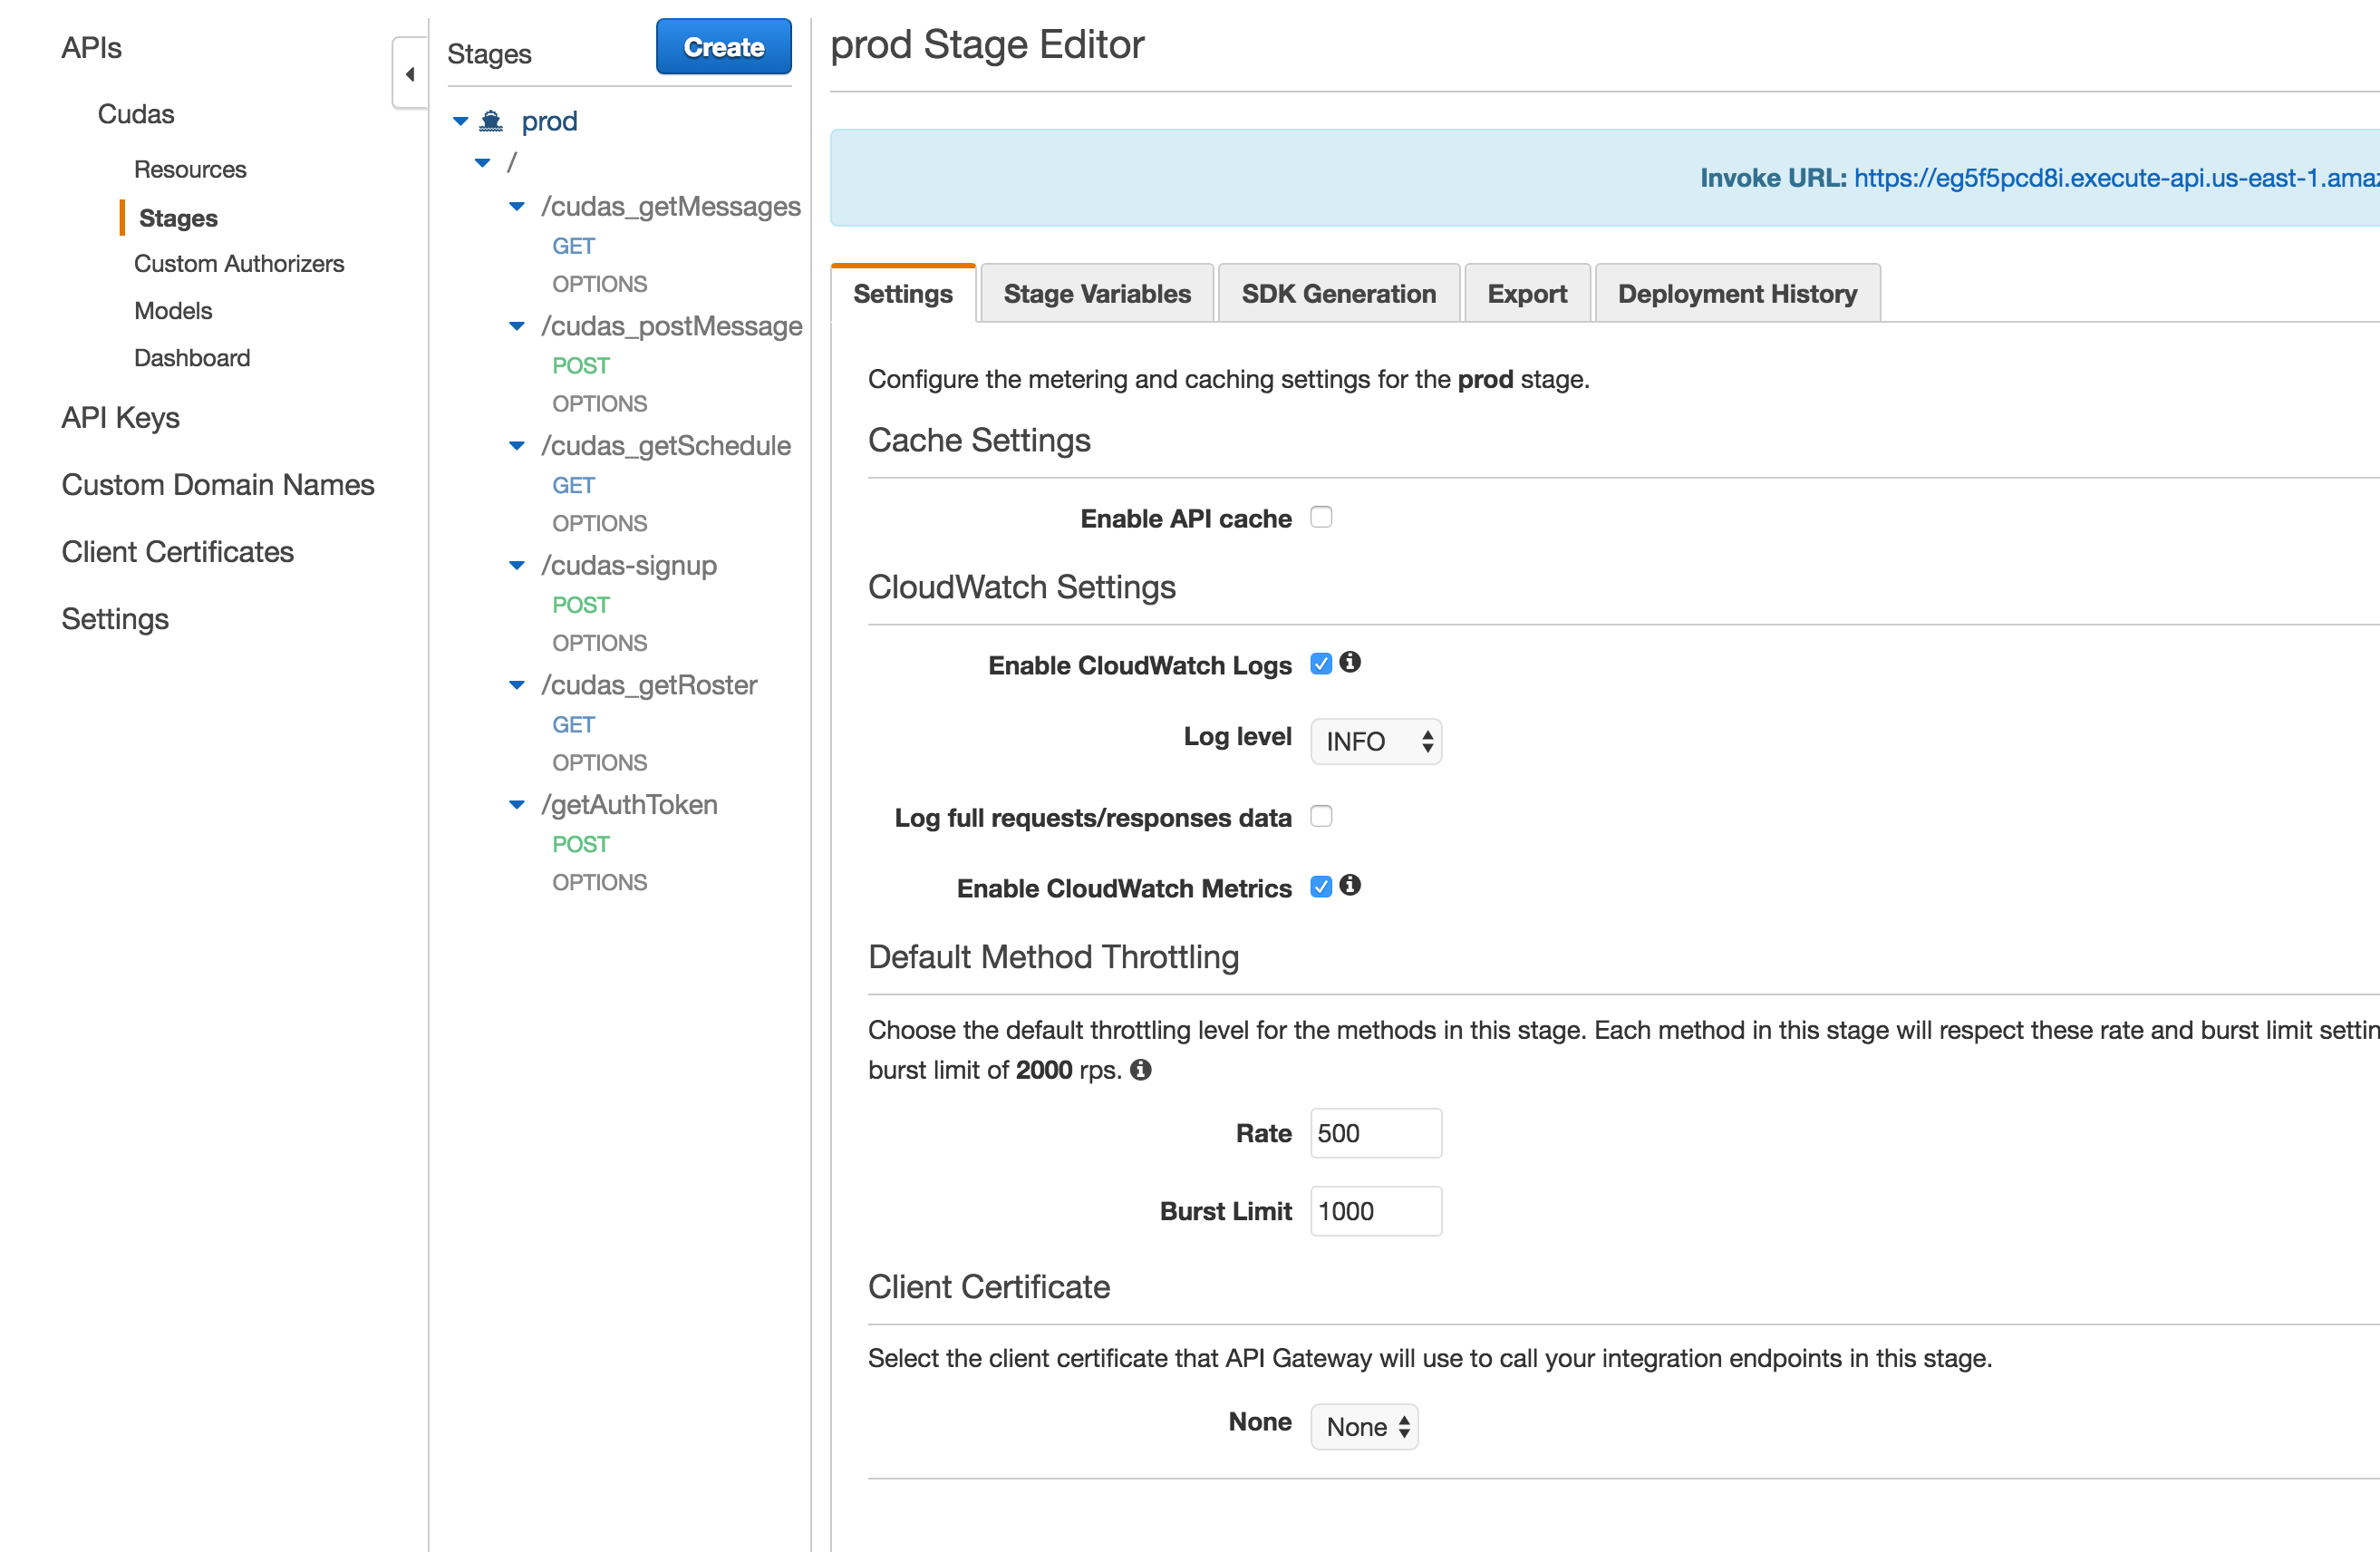 APIs
Cudas
Resources
Stages
Custom Authorizers
Models
Dashboard
API Keys
Custom Domain Names
Client Certificates
Settings
Stages
Create
prod
/
/cudas_getMessages
GET
OPTIONS
/cudas_postMessage
POST
OPTIONS
/cudas_getSchedule
GET
OPTIONS
/cudas-signup
POST
OPTIONS
/cudas_getRoster
GET
OPTIONS
/getAuthToken
POST
OPTIONS
prod Stage Editor
Invoke URL: https://eg5f5pcd8i.execute-api.us-east-1.amaz
Settings
Stage Variables
SDK Generation
Export
Deployment History
Configure the metering and caching settings for the prod stage.
Cache Settings
Enable API cache
CloudWatch Settings
Enable CloudWatch Logs
Log level INFO
Log full requests/responses data
Enable CloudWatch Metrics
Default Method Throttling
Choose the default throttling level for the methods in this stage. Each method in this stage will respect these rate and burst limit settin
burst limit of 2000 rps.
Rate 500
Burst Limit 1000
Client Certificate
Select the client certificate that API Gateway will use to call your integration endpoints in this stage.
None None